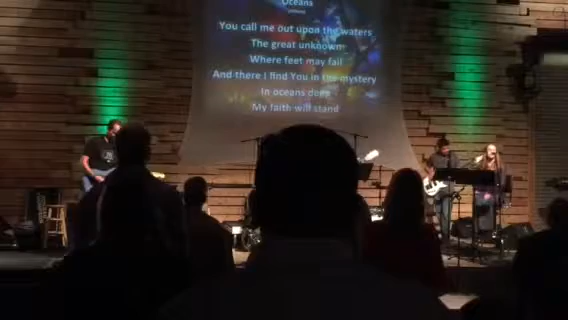 Oceans
You call me out upon the waters
The great unknown
Where feet may fail
And there I find You in the mystery
In oceans deep
My faith will stand